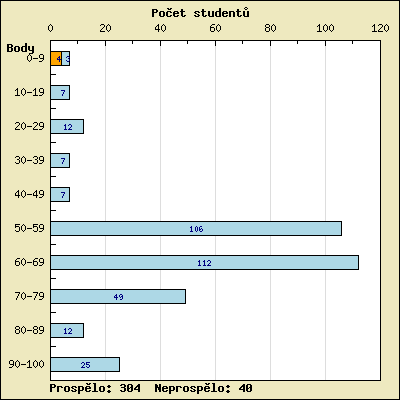 Počet studentů
0 20 40 60 80 100 120
Body
0-9 4 3
10-19 7
20-29 12
30-39 7
40-49 7
50-59 106
60-69 112
70-79 49
80-89 12
90-100 25
Prospělo: 304 Neprospělo: 40